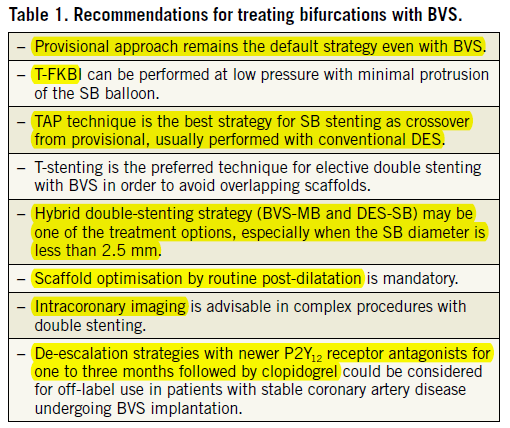 Table 1. Recommendations for treating bifurcations with BVS.
– Provisional approach remains the default strategy even with BVS.
– T-FKBI can be performed at low pressure with minimal protrusion
of the SB balloon.
– TAP technique is the best strategy for SB stenting as crossover
from provisional, usually performed with conventional DES.
– T-stenting is the preferred technique for elective double stenting
with BVS in order to avoid overlapping scaffolds.
– Hybrid double-stenting strategy (BVS-MB and DES-SB) may be
one of the treatment options, especially when the SB diameter is
less than 2.5 mm.
– Scaffold optimisation by routine post-dilatation is mandatory.
– Intracoronary imaging is advisable in complex procedures with
double stenting.
– De-escalation strategies with newer P2Y₁₂ receptor antagonists for
one to three months followed by clopidogrel could be considered
for off-label use in patients with stable coronary artery disease
undergoing BVS implantation.